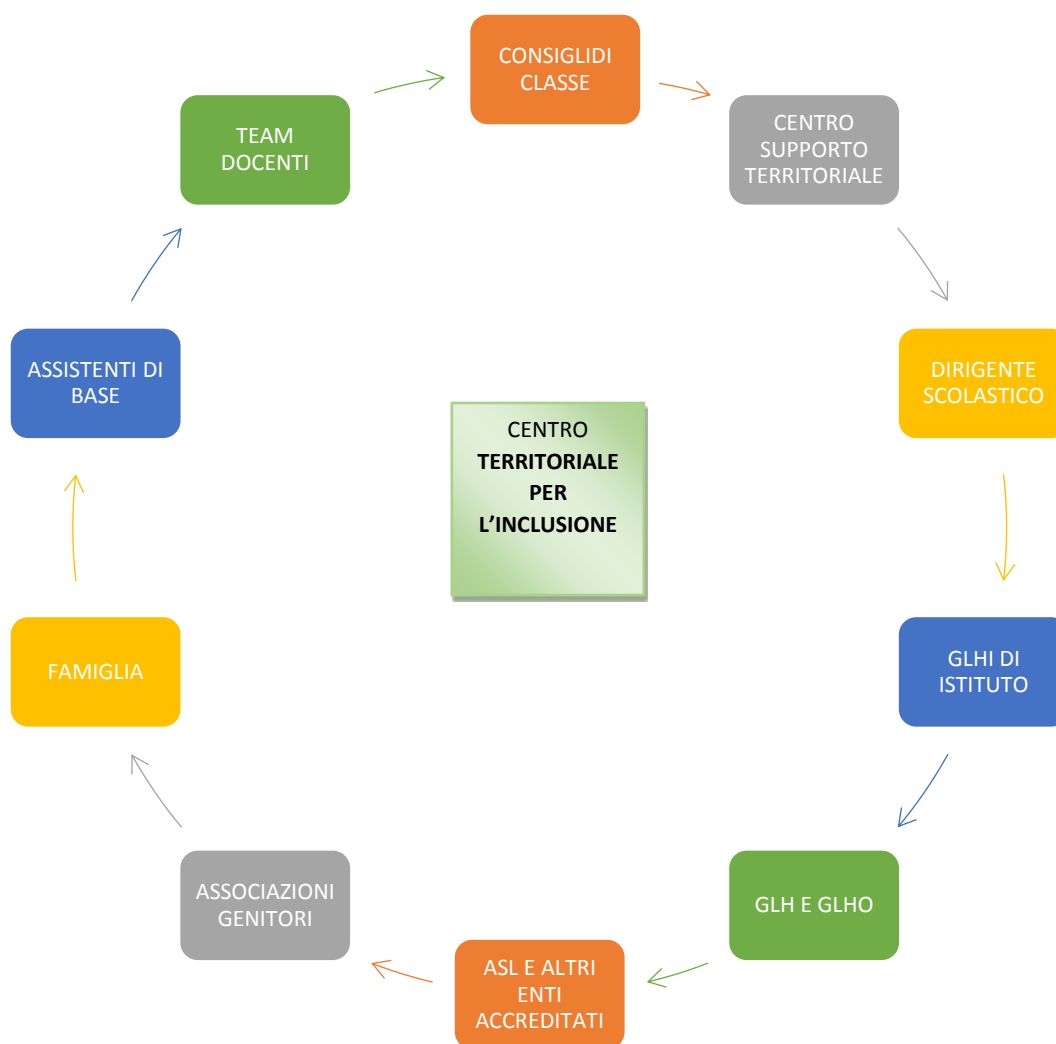 CONSIGLIDI
CLASSE
CENTRO
SUPPORTO
TERRITORIALE
DIRIGENTE
SCOLASTICO
GLHI DI
ISTITUTO
GLH E GLHO
ASL E ALTRI
ENTI
ACCREDITATI
ASSOCIAZIONI
GENITORI
FAMIGLIA
ASSISTENTI DI
BASE
TEAM
DOCENTI
CENTRO
TERRITORIALE
PER
L’INCLUSIONE